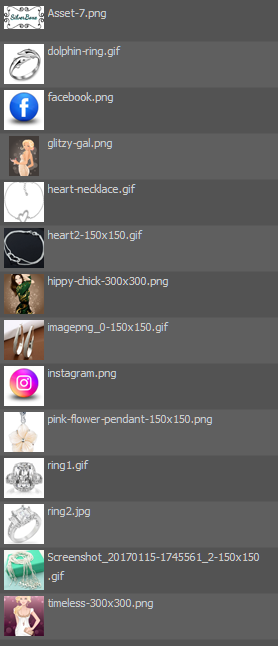 SilverBene
Asset-7.png
dolphin-ring.gif
facebook.png
glitzy-gal.png
heart-necklace.gif
heart2-150x150.gif
hippy-chick-300x300.png
imagepng_0-150x150.gif
instagram.png
pink-flower-pendant-150x150.png
ring1.gif
ring2.jpg
Screenshot_20170115-1745561_2-150x150
.gif
timeless-300x300.png